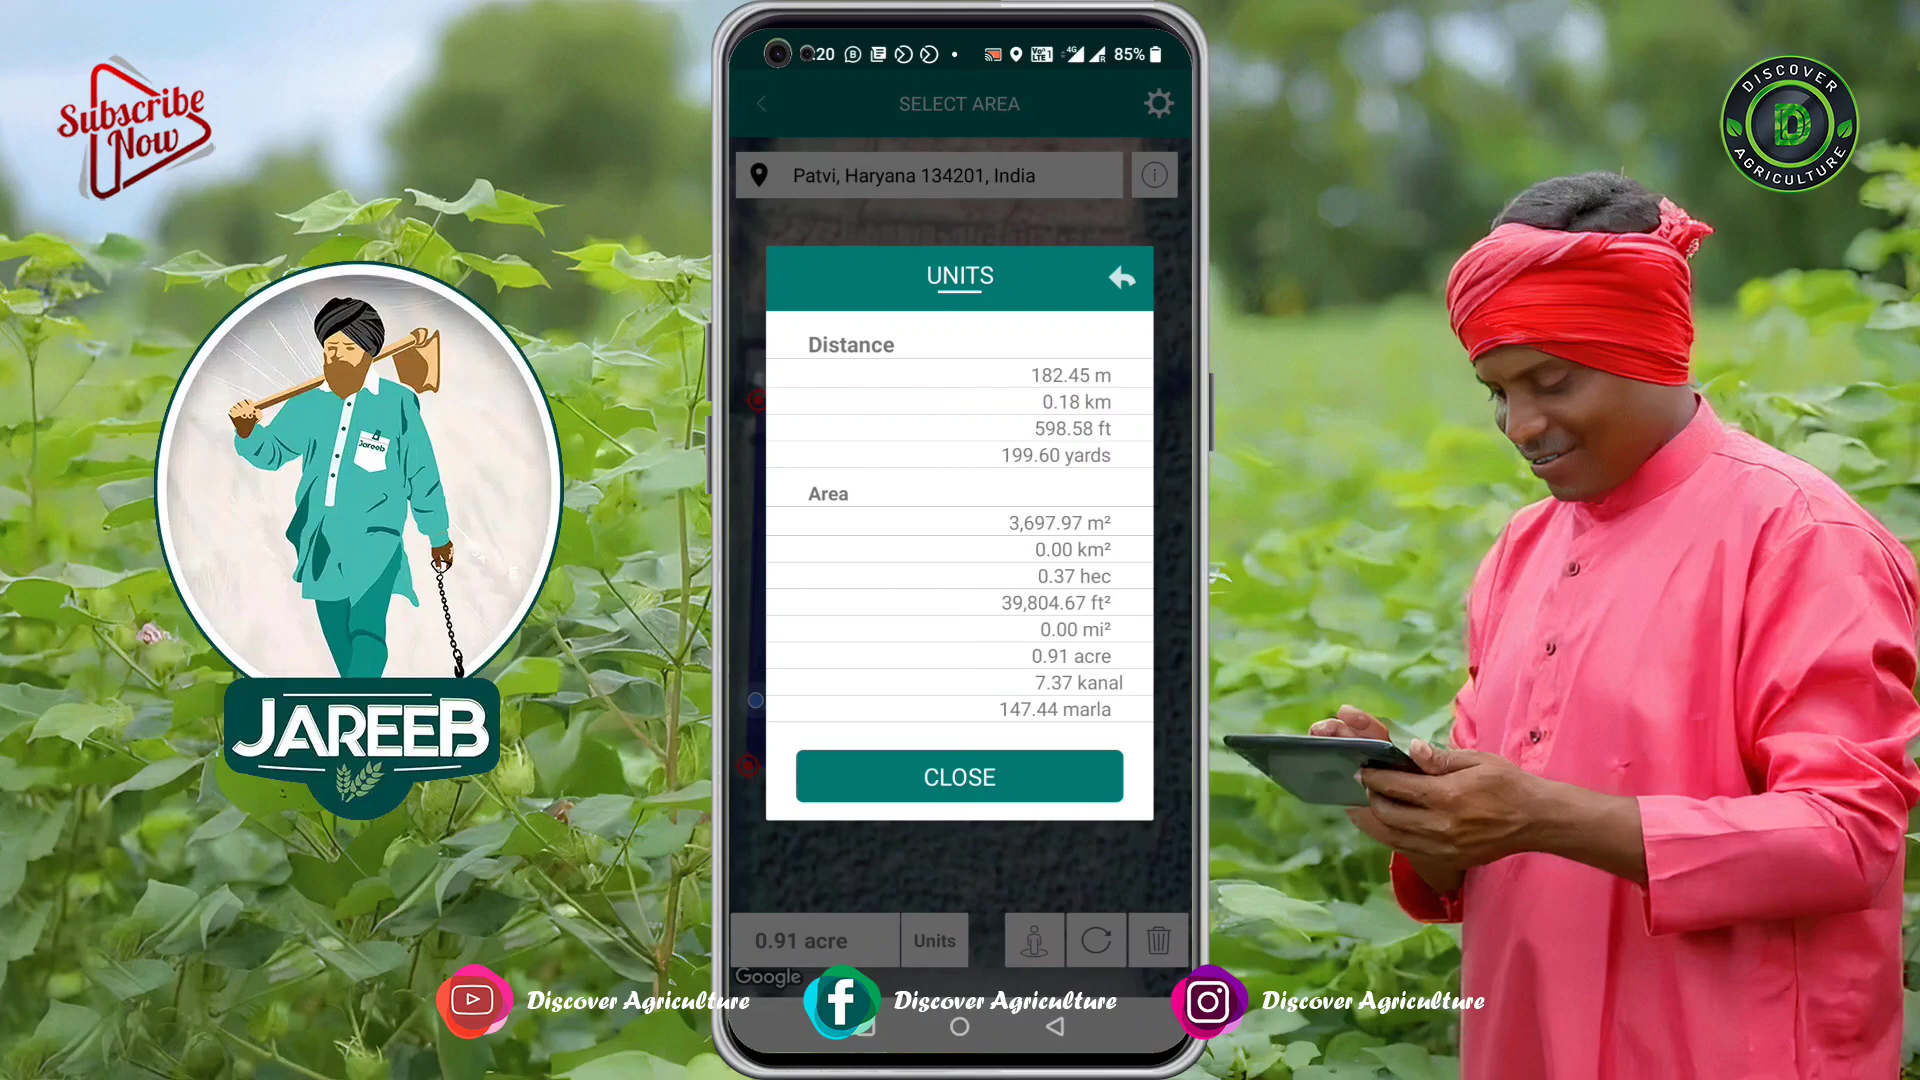 Subscribe
Now
DISCOVER
D
AGRICULTURE
:20
4G
85%
SELECT AREA
Patvi, Haryana 134201, India
UNITS
Distance
182.45 m
0.18 km
598.58 ft
199.60 yards
Area
3,697.97 m²
0.00 km²
0.37 hec
39,804.67 ft²
0.00 mi²
0.91 acre
7.37 kanal
147.44 marla
CLOSE
Jareeb
JAREEB
0.91 acre
Units
Google
Discover Agriculture
Discover Agriculture
Discover Agriculture